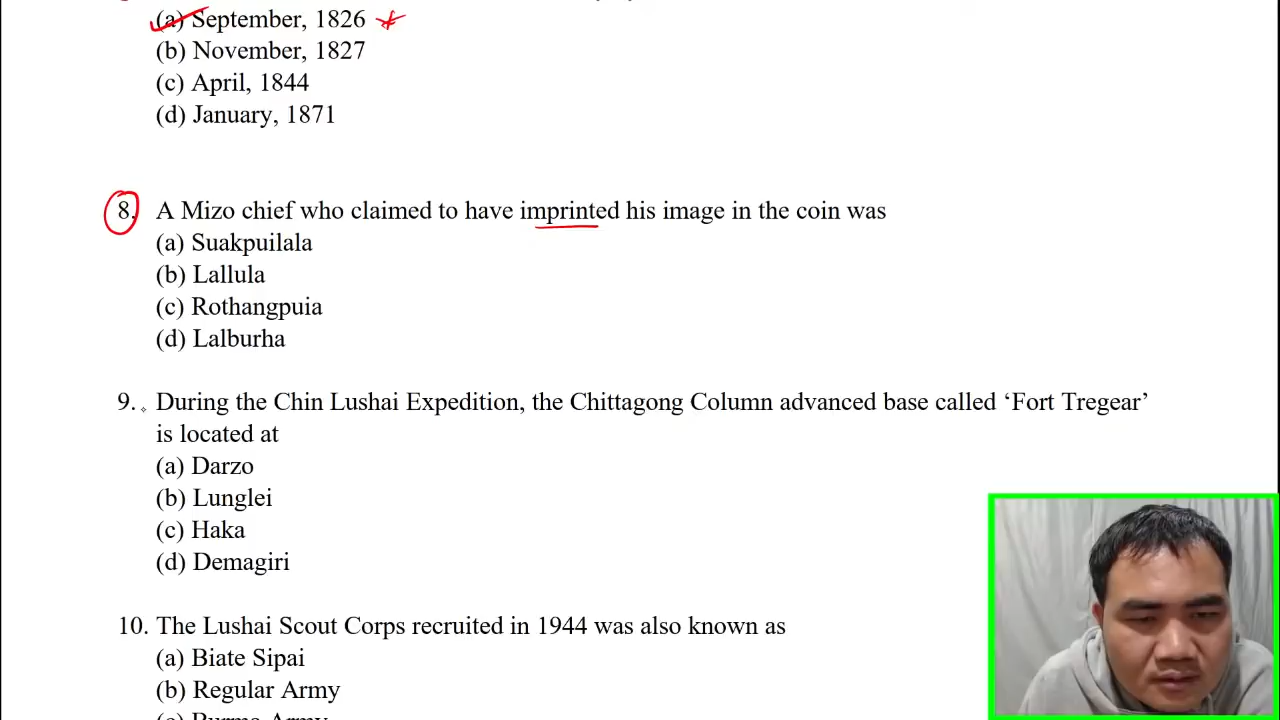 (a) September, 1826
(b) November, 1827
(c) April, 1844
(d) January, 1871
8. A Mizo chief who claimed to have imprinted his image in the coin was
(a) Suakpuilala
(b) Lallula
(c) Rothangpuia
(d) Lalburha
9. During the Chin Lushai Expedition, the Chittagong Column advanced base called ‘Fort Tregear’
is located at
(a) Darzo
(b) Lunglei
(c) Haka
(d) Demagiri
10. The Lushai Scout Corps recruited in 1944 was also known as
(a) Biate Sipai
(b) Regular Army
(c) Burma Army